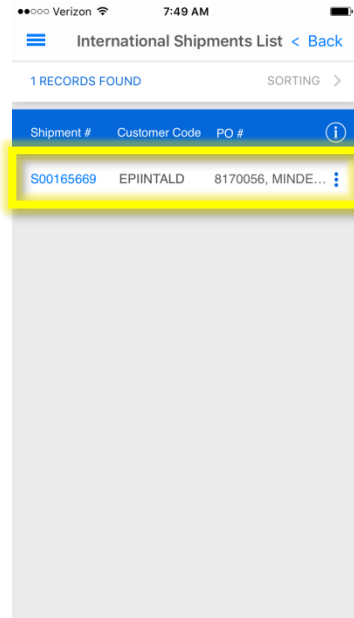 Verizon 7:49 AM
International Shipments List < Back
1 RECORDS FOUND SORTING >
Shipment # Customer Code PO # i
S00165669 EPIINTALD 8170056, MINDE...